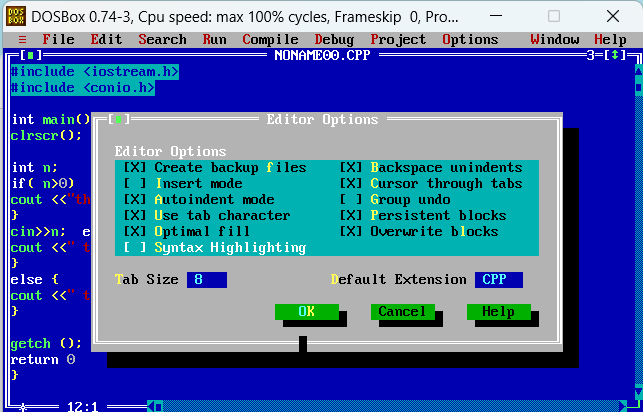 DOS
BOX
DOSBox 0.74-3, Cpu speed: max 100% cycles, Frameskip 0, Pro...
≡ File Edit Search Run Compile Debug Project Options Window Help
[■] NONAME00.CPP 3=[↕]
#include <iostream.h>
#include <conio.h>
int main()
clrscr();
int n;
if( n>0)
cout <<"th
}
cin>>n; e
cout <<" t
}
else {
cout <<" t
}
getch ();
return 0
}
[■] Editor Options
Editor Options
[X] Create backup files [X] Backspace unindents
[ ] Insert mode [X] Cursor through tabs
[X] Autoindent mode [ ] Group undo
[X] Use tab character [X] Persistent blocks
[X] Optimal fill [X] Overwrite blocks
[ ] Syntax Highlighting
Tab Size 8 Default Extension CPP
OK Cancel Help
12:1